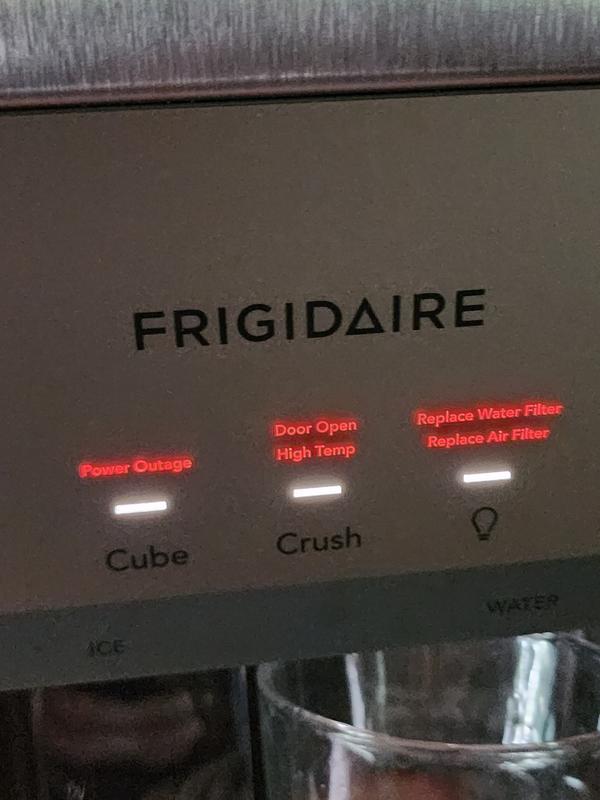 FRIGIDAIRE
Power Outage
Door Open
High Temp
Replace Water Filter
Replace Air Filter
Cube
Crush
ICE
WATER